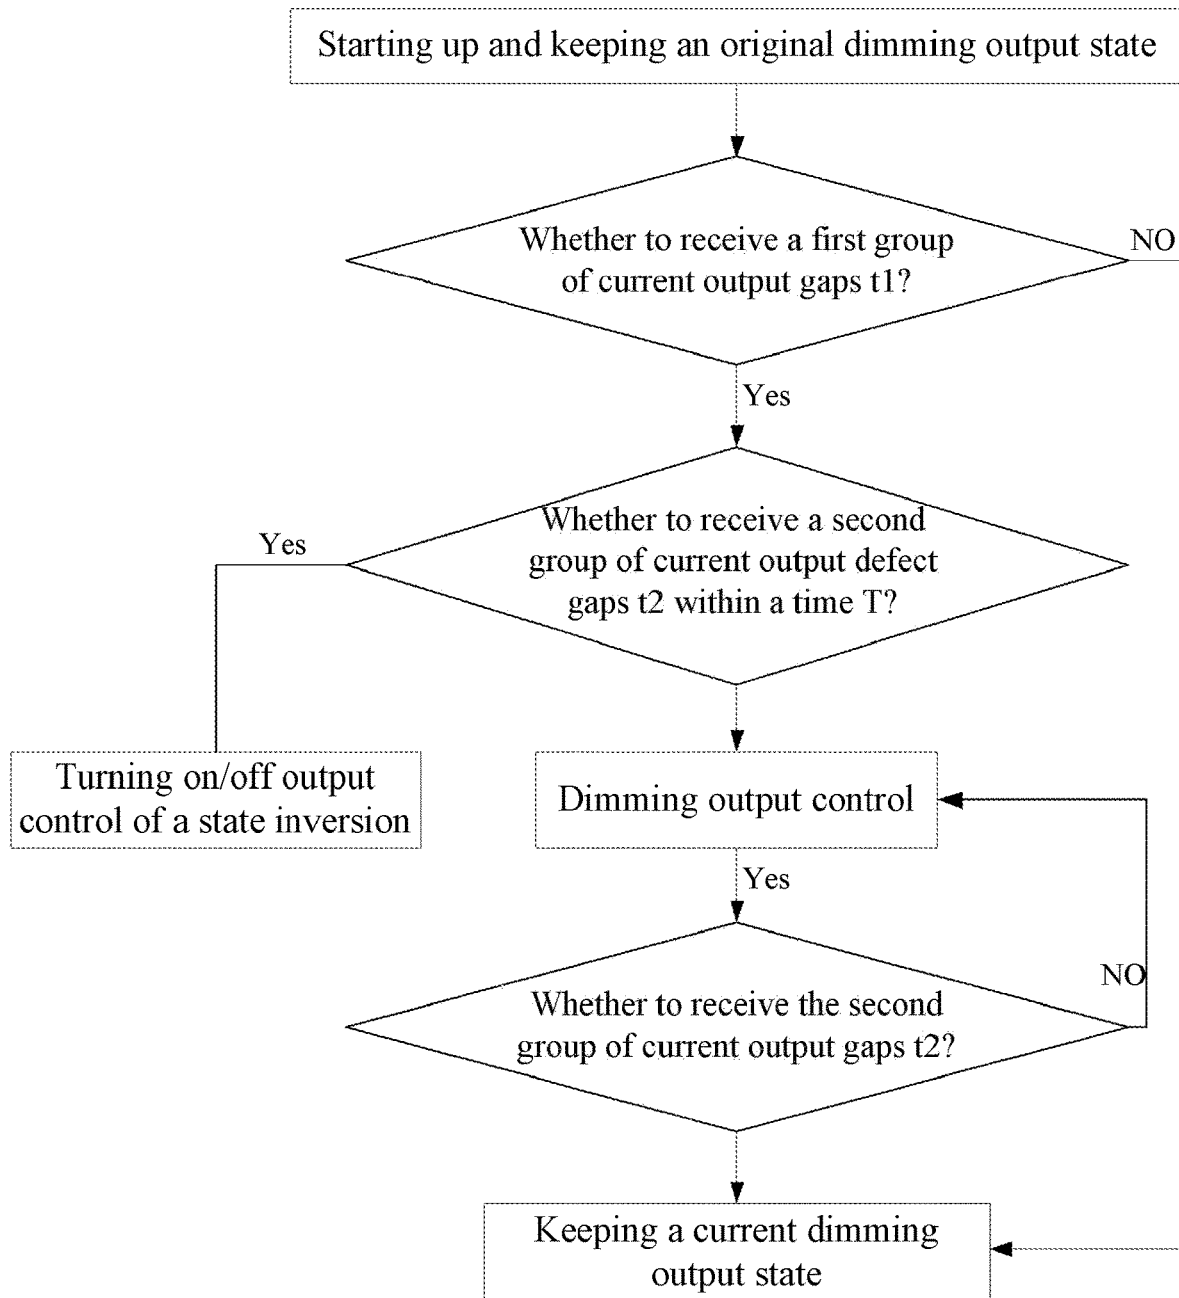 Starting up and keeping an original dimming output state
Whether to receive a first group
of current output gaps t1?
NO
Yes
Whether to receive a second
group of current output defect
gaps t2 within a time T?
Yes
Turning on/off output
control of a state inversion
Dimming output control
Yes
Whether to receive the second
group of current output gaps t2?
NO
Keeping a current dimming
output state